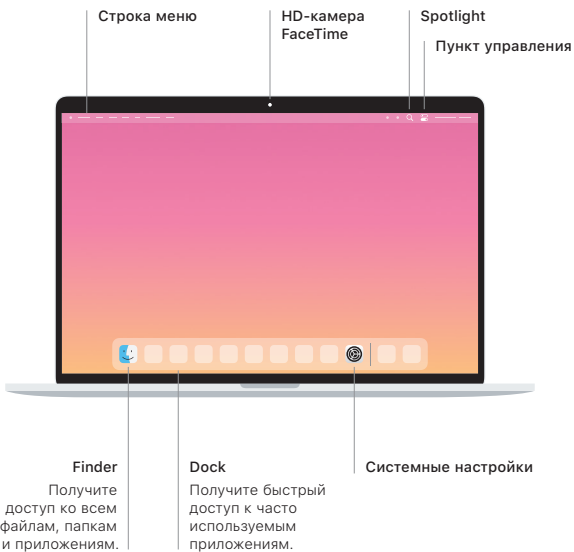 Строка меню
HD-камера
FaceTime
Spotlight
Пункт управления
Finder
Получите
доступ ко всем
файлам, папкам
и приложениям.
Dock
Получите быстрый
доступ к часто
используемым
приложениям.
Системные настройки